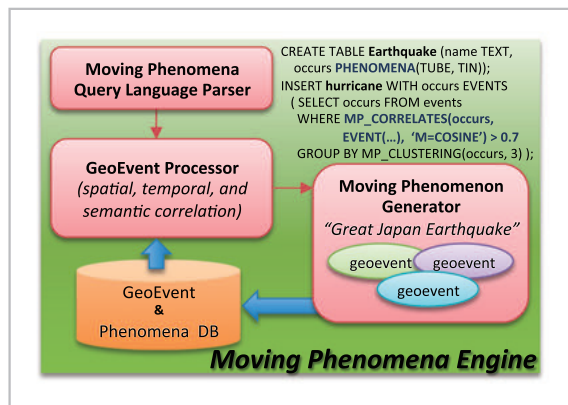 Moving Phenomena
Query Language Parser
CREATE TABLE Earthquake (name TEXT,
occurs PHENOMENA(TUBE, TIN));
INSERT hurricane WITH occurs EVENTS
( SELECT occurs FROM events
WHERE MP_CORRELATES(occurs,
EVENT(…), ‘M=COSINE’) > 0.7
GROUP BY MP_CLUSTERING(occurs, 3) );
GeoEvent Processor
(spatial, temporal, and
semantic correlation)
Moving Phenomenon
Generator
“Great Japan Earthquake”
geoevent
geoevent
geoevent
GeoEvent
&
Phenomena DB
Moving Phenomena Engine